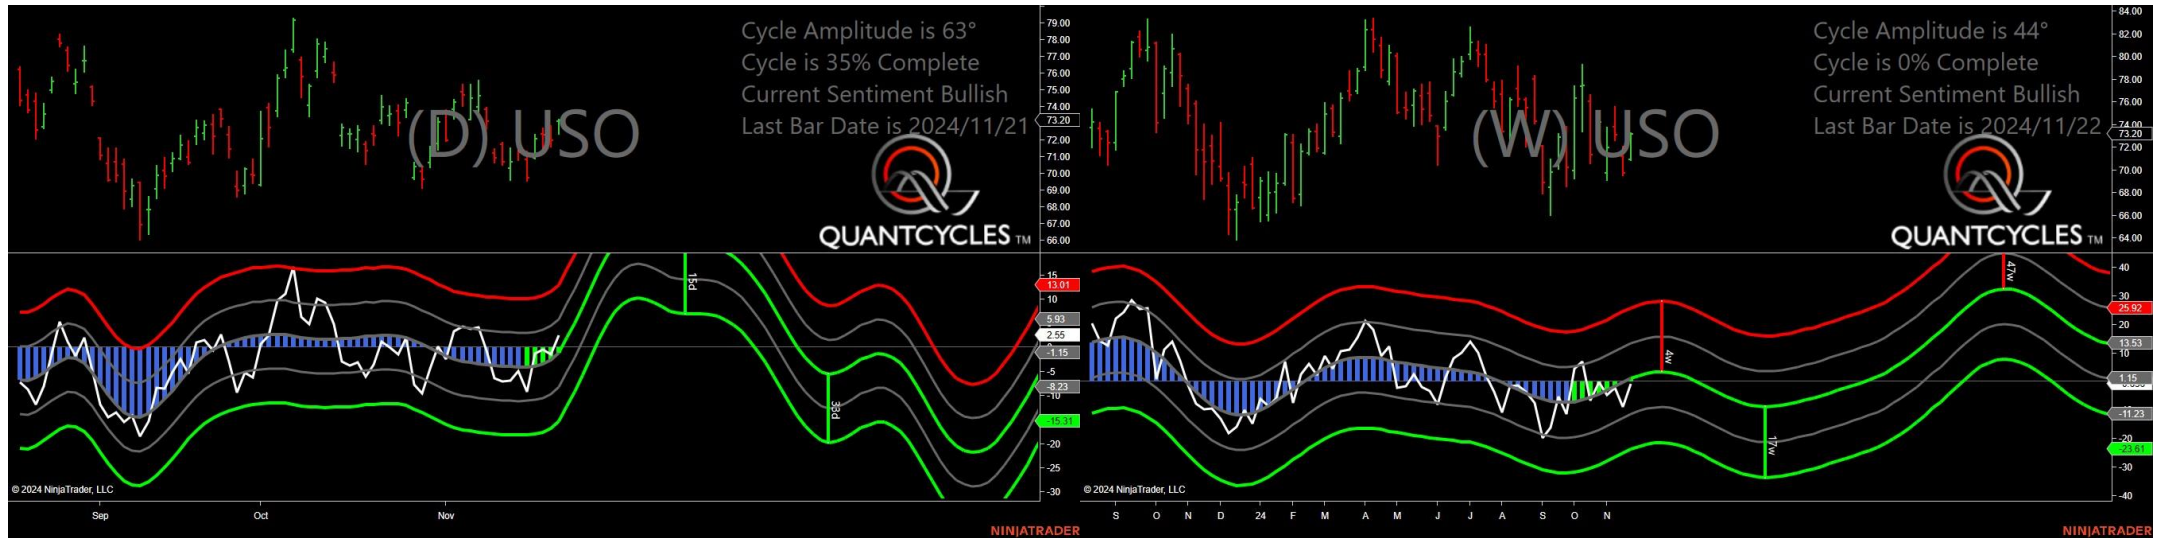 Cycle Amplitude is 63°
Cycle is 35% Complete
Current Sentiment Bullish
Last Bar Date is 2024/11/21
(D) USO
QUANTCYCLES TM
79.00
78.00
77.00
76.00
75.00
74.00
73.20
72.00
71.00
70.00
69.00
68.00
67.00
66.00
15d
33d
15
13.01
10
5.93
2.55
-1.15
-5
-8.23
-10
-15.31
-20
-25
-30
© 2024 NinjaTrader, LLC
Sep
Oct
Nov
NINJATRADER
Cycle Amplitude is 44°
Cycle is 0% Complete
Current Sentiment Bullish
Last Bar Date is 2024/11/22
(W) USO
QUANTCYCLES TM
84.00
82.00
80.00
78.00
76.00
74.00
73.20
72.00
70.00
68.00
66.00
64.00
47w
4w
17w
40
30
25.92
20
13.53
10
1.15
-11.23
-20
-23.61
-30
-40
© 2024 NinjaTrader, LLC
S O N D 24 F M A M J J A S O N
NINJATRADER